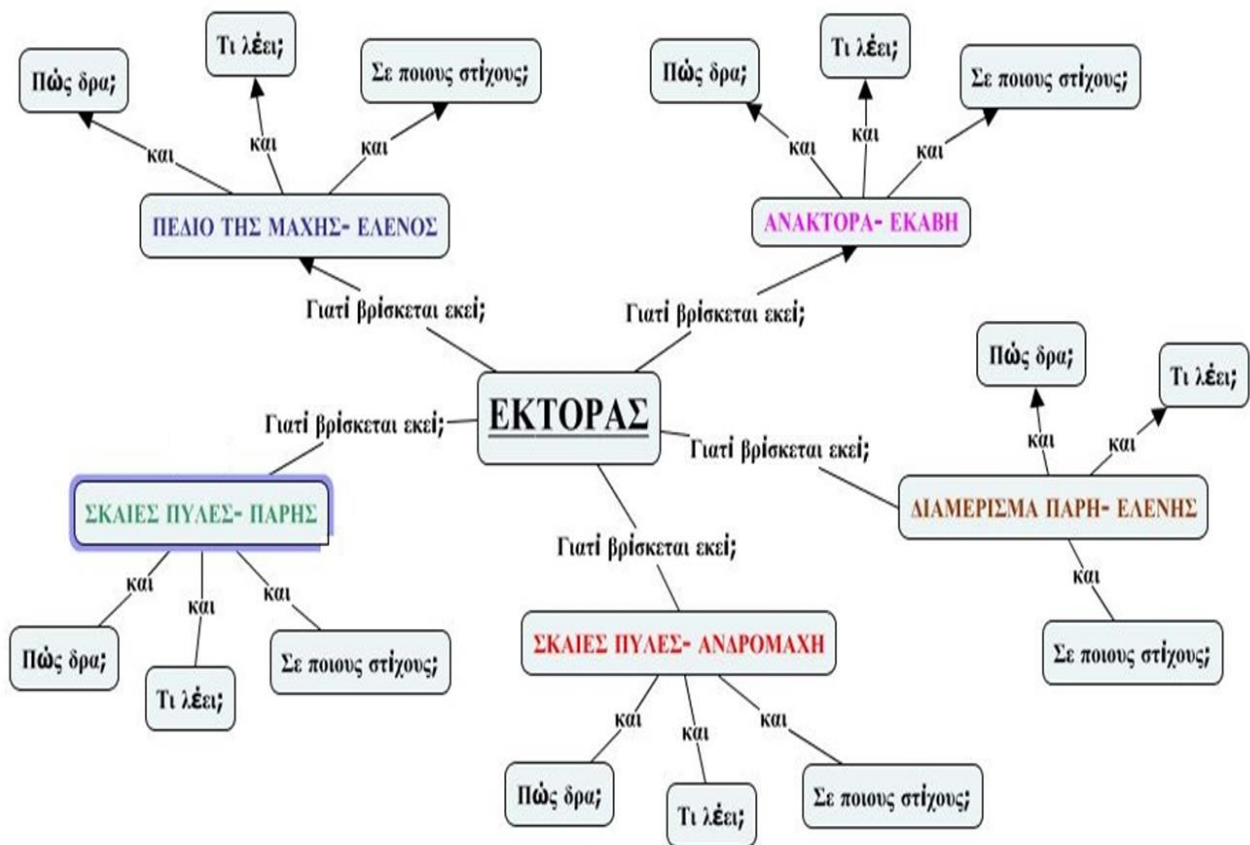 Πώς δρα;
Τι λέει;
Σε ποιους στίχους;
και
και
και
ΠΕΔΙΟ ΤΗΣ ΜΑΧΗΣ- ΕΛΕΝΟΣ
Γιατί βρίσκεται εκεί;
Πώς δρα;
Τι λέει;
Σε ποιους στίχους;
και
και
και
ΑΝΑΚΤΟΡΑ- ΕΚΑΒΗ
Γιατί βρίσκεται εκεί;
ΕΚΤΟΡΑΣ
Γιατί βρίσκεται εκεί;
Πώς δρα;
Τι λέει;
και
και
ΔΙΑΜΕΡΙΣΜΑ ΠΑΡΗ- ΕΛΕΝΗΣ
και
Σε ποιους στίχους;
Γιατί βρίσκεται εκεί;
ΣΚΑΙΕΣ ΠΥΛΕΣ- ΠΑΡΗΣ
και
και
και
Πώς δρα;
Τι λέει;
Σε ποιους στίχους;
Γιατί βρίσκεται εκεί;
ΣΚΑΙΕΣ ΠΥΛΕΣ- ΑΝΔΡΟΜΑΧΗ
και
και
και
Πώς δρα;
Τι λέει;
Σε ποιους στίχους;